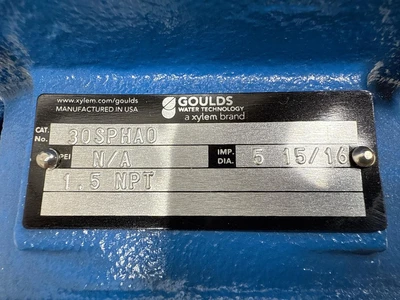 www.xylem.com/goulds
MANUFACTURED IN USA
GOULDS
WATER TECHNOLOGY
a xylem brand
CAT. No. 30SPHA0
PEI N/A IMP. DIA. 5 15/16
1.5 NPT